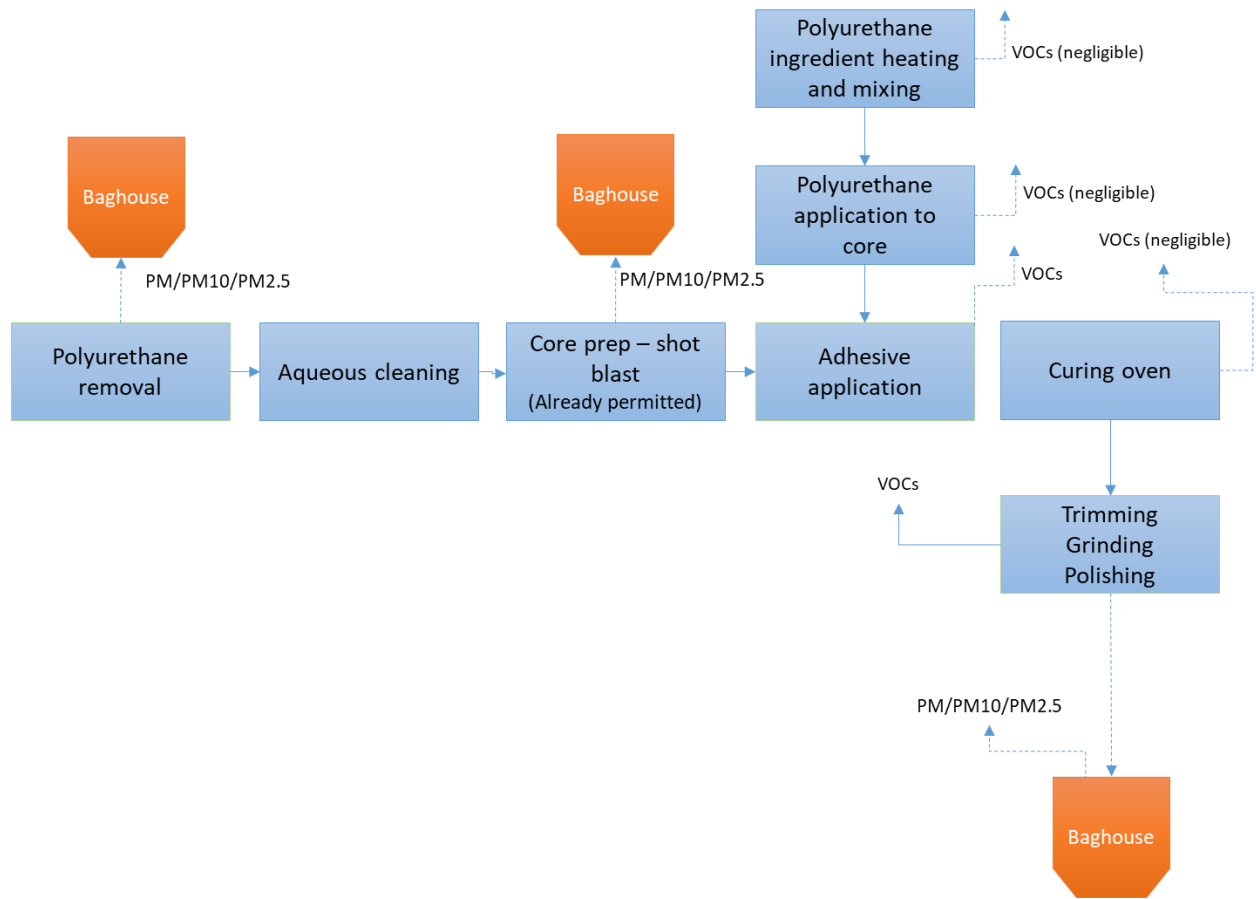 Polyurethane
ingredient heating
and mixing
VOCs (negligible)
Baghouse
Baghouse
Polyurethane
application to
core
VOCs (negligible)
VOCs (negligible)
PM/PM10/PM2.5
PM/PM10/PM2.5
VOCs
Polyurethane
removal
Aqueous cleaning
Core prep – shot
blast
(Already permitted)
Adhesive
application
Curing oven
VOCs
Trimming
Grinding
Polishing
PM/PM10/PM2.5
Baghouse